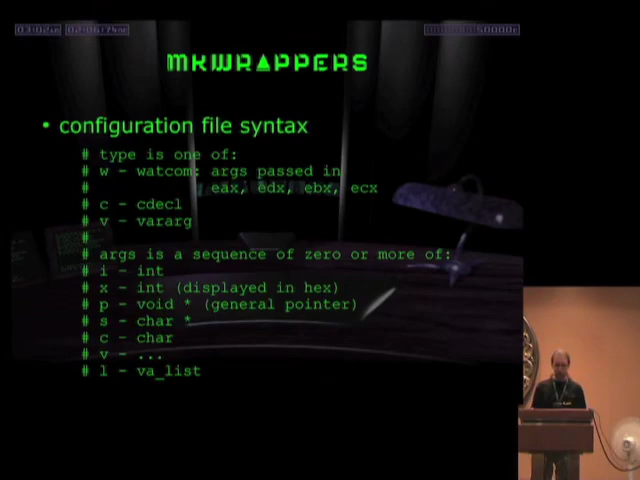 MKWRAPPERS
• configuration file syntax
# type is one of:
# w - watcom: args passed in
# eax, edx, ebx, ecx
# c - cdecl
# v - vararg
#
# args is a sequence of zero or more of:
# i - int
# x - int (displayed in hex)
# p - void * (general pointer)
# s - char *
# c - char
# v - ...
# l - va_list